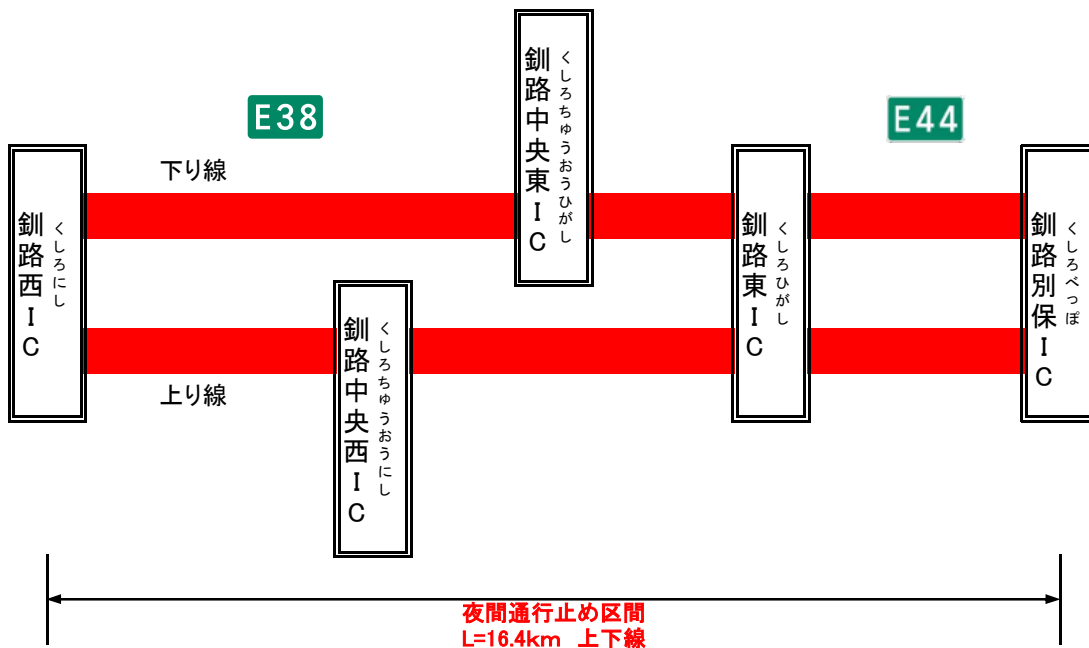 E38
E44
下り線
上り線
釧路西IC
くしろにし
釧路中央西IC
くしろちゅうおうにし
釧路中央東IC
くしろちゅうおうひがし
釧路東IC
くしろひがし
釧路別保IC
くしろべっぽ
夜間通行止め区間
L=16.4km 上下線